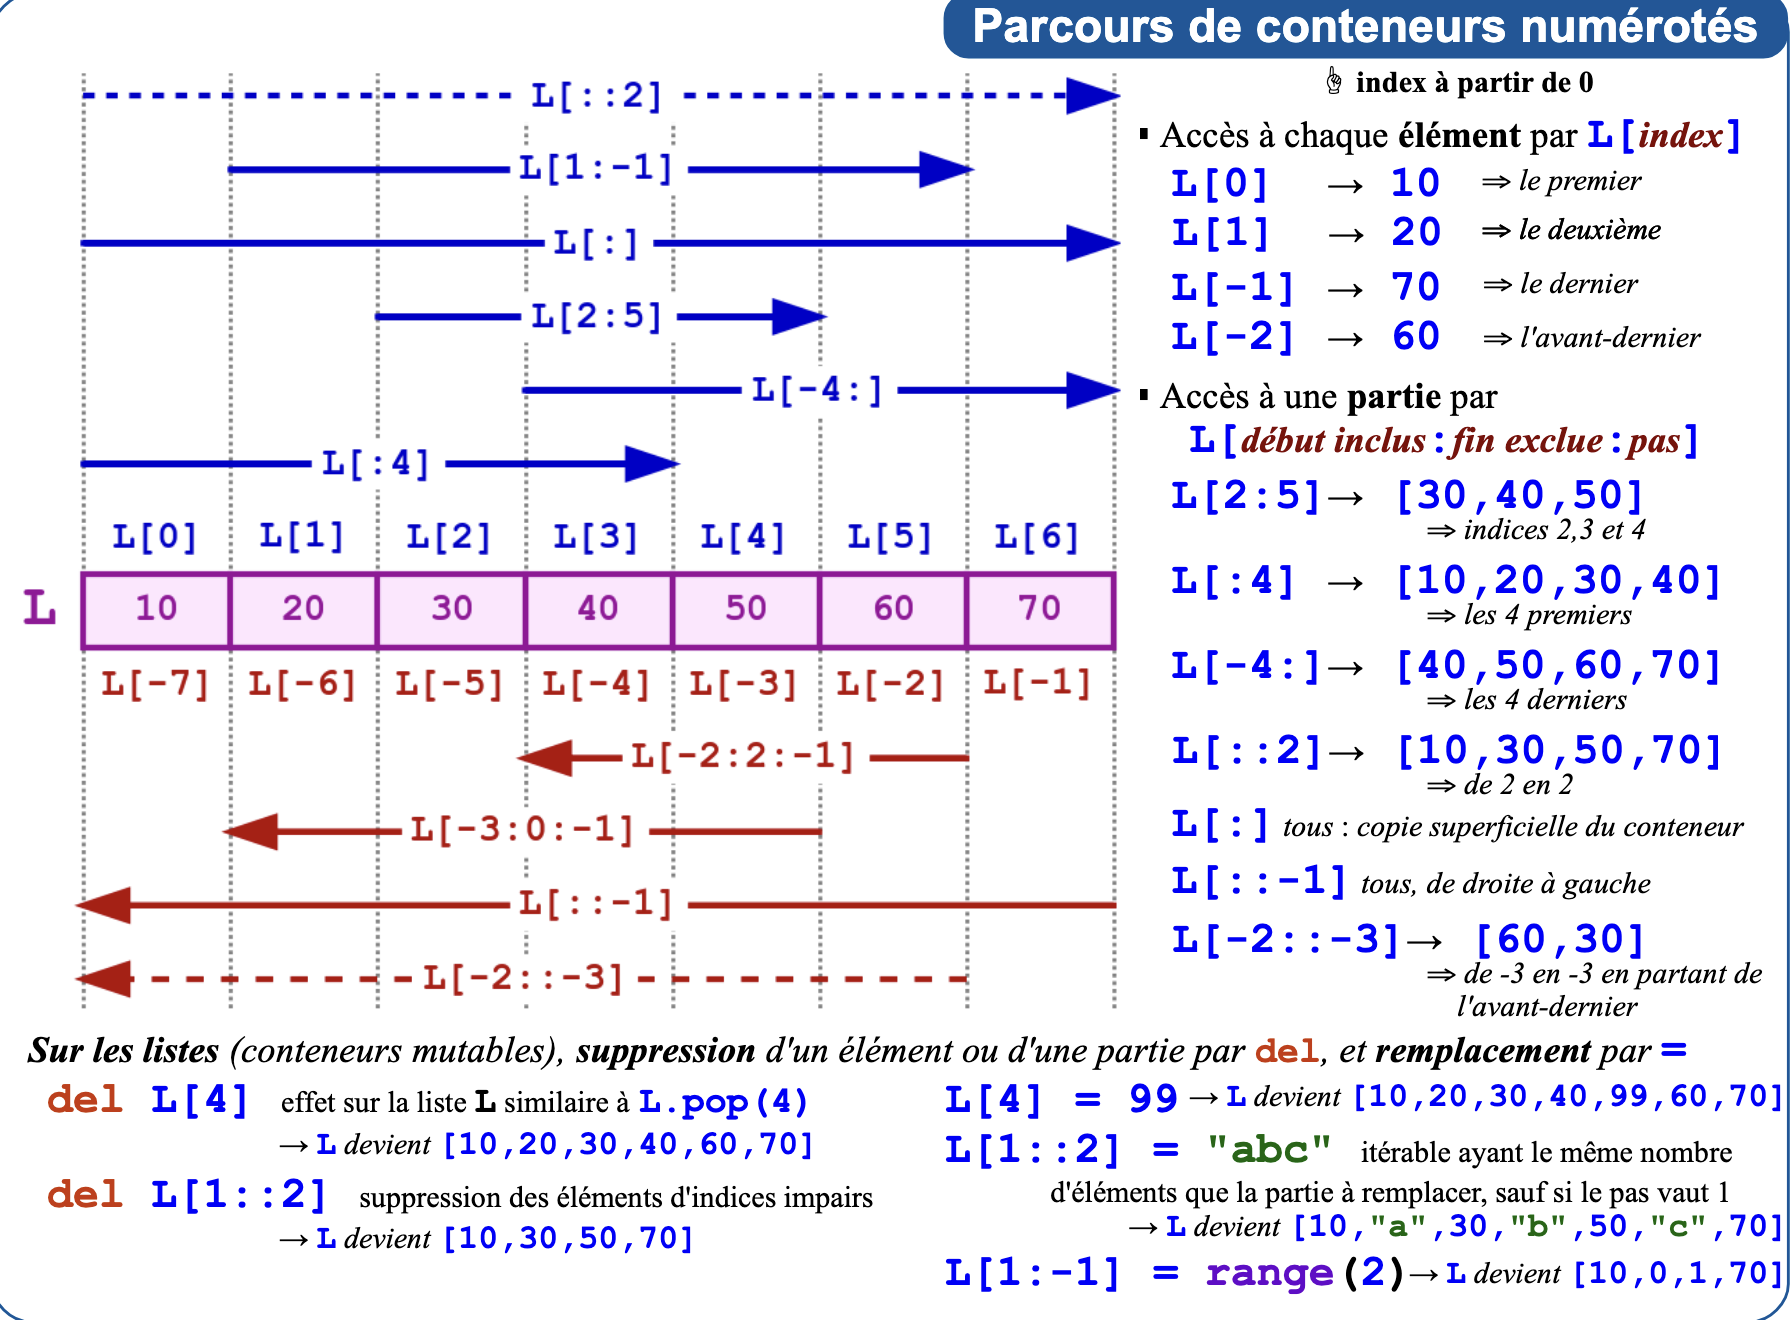 Parcours de conteneurs numérotés
☝ index à partir de 0
L[::2]
L[1:-1]
L[:]
L[2:5]
L[-4:]
L[:4]
L[0] L[1] L[2] L[3] L[4] L[5] L[6]
L 10 20 30 40 50 60 70
L[-7] L[-6] L[-5] L[-4] L[-3] L[-2] L[-1]
L[-2:2:-1]
L[-3:0:-1]
L[::-1]
L[-2::-3]
▪ Accès à chaque élément par L[index]
L[0] → 10 ⇒ le premier
L[1] → 20 ⇒ le deuxième
L[-1] → 70 ⇒ le dernier
L[-2] → 60 ⇒ l'avant-dernier
▪ Accès à une partie par
L[début inclus:fin exclue:pas]
L[2:5]→ [30,40,50]
⇒ indices 2,3 et 4
L[:4] → [10,20,30,40]
⇒ les 4 premiers
L[-4:]→ [40,50,60,70]
⇒ les 4 derniers
L[::2]→ [10,30,50,70]
⇒ de 2 en 2
L[:] tous : copie superficielle du conteneur
L[::-1] tous, de droite à gauche
L[-2::-3]→ [60,30]
⇒ de -3 en -3 en partant de
l'avant-dernier
Sur les listes (conteneurs mutables), suppression d'un élément ou d'une partie par del, et remplacement par =
del L[4] effet sur la liste L similaire à L.pop(4)
→ L devient [10,20,30,40,60,70]
del L[1::2] suppression des éléments d'indices impairs
→ L devient [10,30,50,70]
L[4] = 99 → L devient [10,20,30,40,99,60,70]
L[1::2] = "abc" itérable ayant le même nombre
d'éléments que la partie à remplacer, sauf si le pas vaut 1
→ L devient [10,"a",30,"b",50,"c",70]
L[1:-1] = range(2)→ L devient [10,0,1,70]